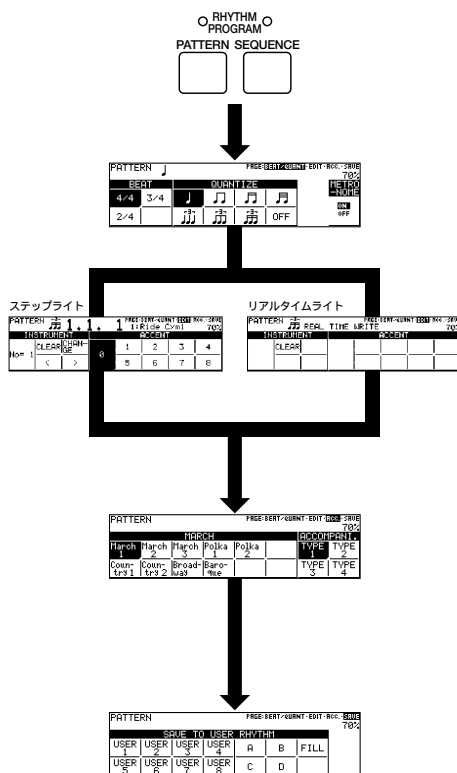 RHYTHM
PROGRAM
PATTERN SEQUENCE
PATTERN PAGE:BEAT/QUANT·EDIT·ACC.·SAVE
70%
BEAT QUANTIZE METRO
-NOME
4/4 3/4 ON
2/4 3 3 3 OFF OFF
ステップライト リアルタイムライト
PATTERN 3 1. 1. 1 PAGE:BEAT/QUANT·EDIT·ACC.·SAVE
1:Ride Cym1 70%
INSTRUMENT ACCENT
No= 1 CLEAR CHAN-
GE 0 1 2 3 4
< > 5 6 7 8
PATTERN 3 PAGE:BEAT/QUANT·EDIT·ACC.·SAVE
REAL TIME WRITE 70%
INSTRUMENT ACCENT
CLEAR
PATTERN PAGE:BEAT/QUANT·EDIT·ACC.·SAVE
70%
MARCH ACCOMPANI.
March
1 March
2 March
3 Polka
1 Polka
2 TYPE
1 TYPE
2
Coun-
try1 Coun-
try2 Broad-
way Baro-
que TYPE
3 TYPE
4
PATTERN PAGE:BEAT/QUANT·EDIT·ACC.·SAVE
70%
SAVE TO USER RHYTHM
USER
1 USER
2 USER
3 USER
4 A B FILL
USER
5 USER
6 USER
7 USER
8 C D